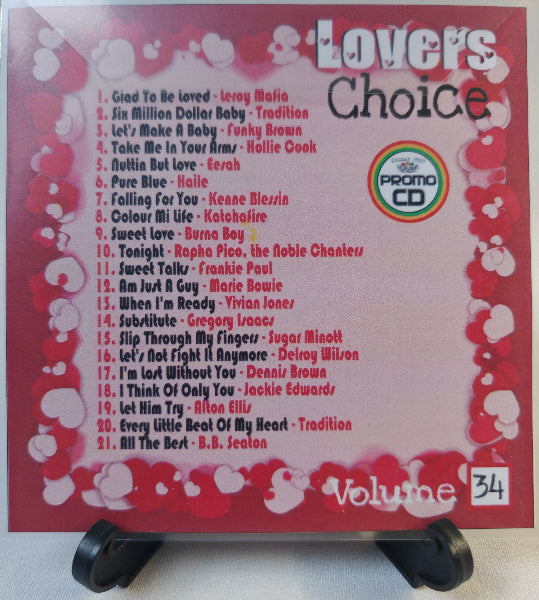 Lovers
Choice
1. Glad To Be Loved - Leroy Mafia
2. Six Million Dollar Baby - Tradition
3. Let's Make A Baby - Funky Brown
4. Take Me In Your Arms - Hollie Cook
5. Nuttin But Love - Eesah
6. Pure Blue - Haile
7. Falling For You - Kenne Blessin
8. Colour Mi Life - Katchafire
9. Sweet Love - Burna Boy
10. Tonight - Rapha Pico, the Noble Chanters
11. Sweet Talks - Frankie Paul
12. Am Just A Guy - Marie Bowie
13. When I'm Ready - Vivian Jones
14. Substitute - Gregory Isaacs
15. Slip Through My Fingers - Sugar Minott
16. Let's Not Fight It Anymore - Delroy Wilson
17. I'm Lost Without You - Dennis Brown
18. I Think Of Only You - Jackie Edwards
19. Let Him Try - Alton Ellis
20. Every Little Beat Of My Heart - Tradition
21. All The Best - B.B. Seaton
PROMO
CD
Volume 34